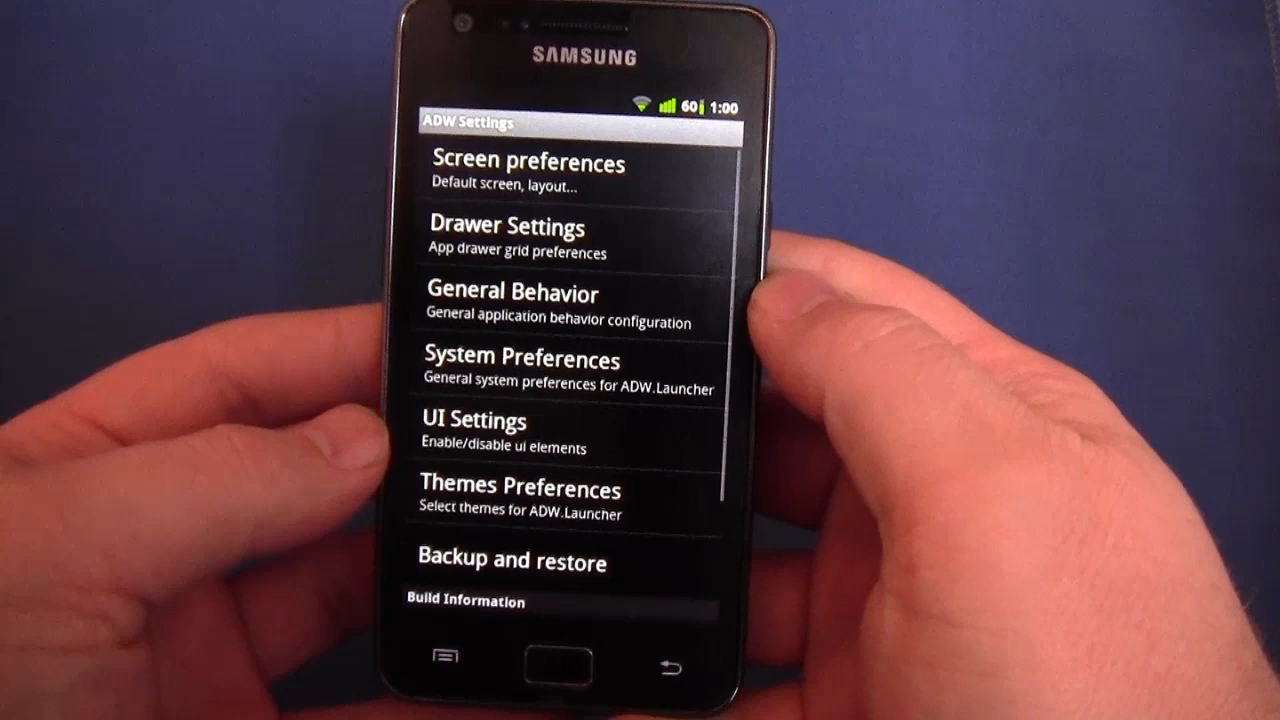 SAMSUNG
60 1:00
ADW Settings
Screen preferences
Default screen, layout...
Drawer Settings
App drawer grid preferences
General Behavior
General application behavior configuration
System Preferences
General system preferences for ADW.Launcher
UI Settings
Enable/disable ui elements
Themes Preferences
Select themes for ADW.Launcher
Backup and restore
Build Information